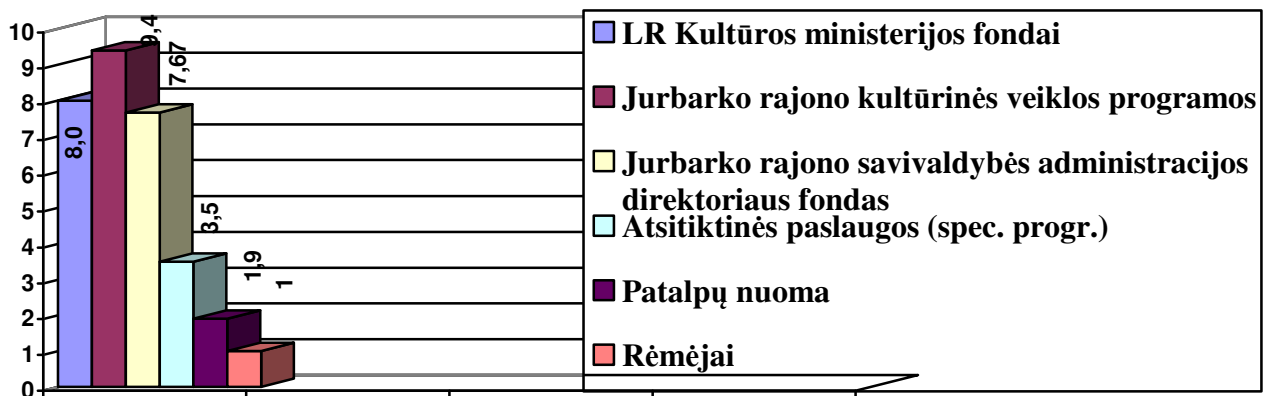 10
9
8
7
6
5
4
3
2
1
0
8,0
9,4
7,67
3,5
1,9
1
LR Kultūros ministerijos fondai
Jurbarko rajono kultūrinės veiklos programos
Jurbarko rajono savivaldybės administracijos
direktoriaus fondas
Atsitiktinės paslaugos (spec. progr.)
Patalpų nuoma
Rėmėjai